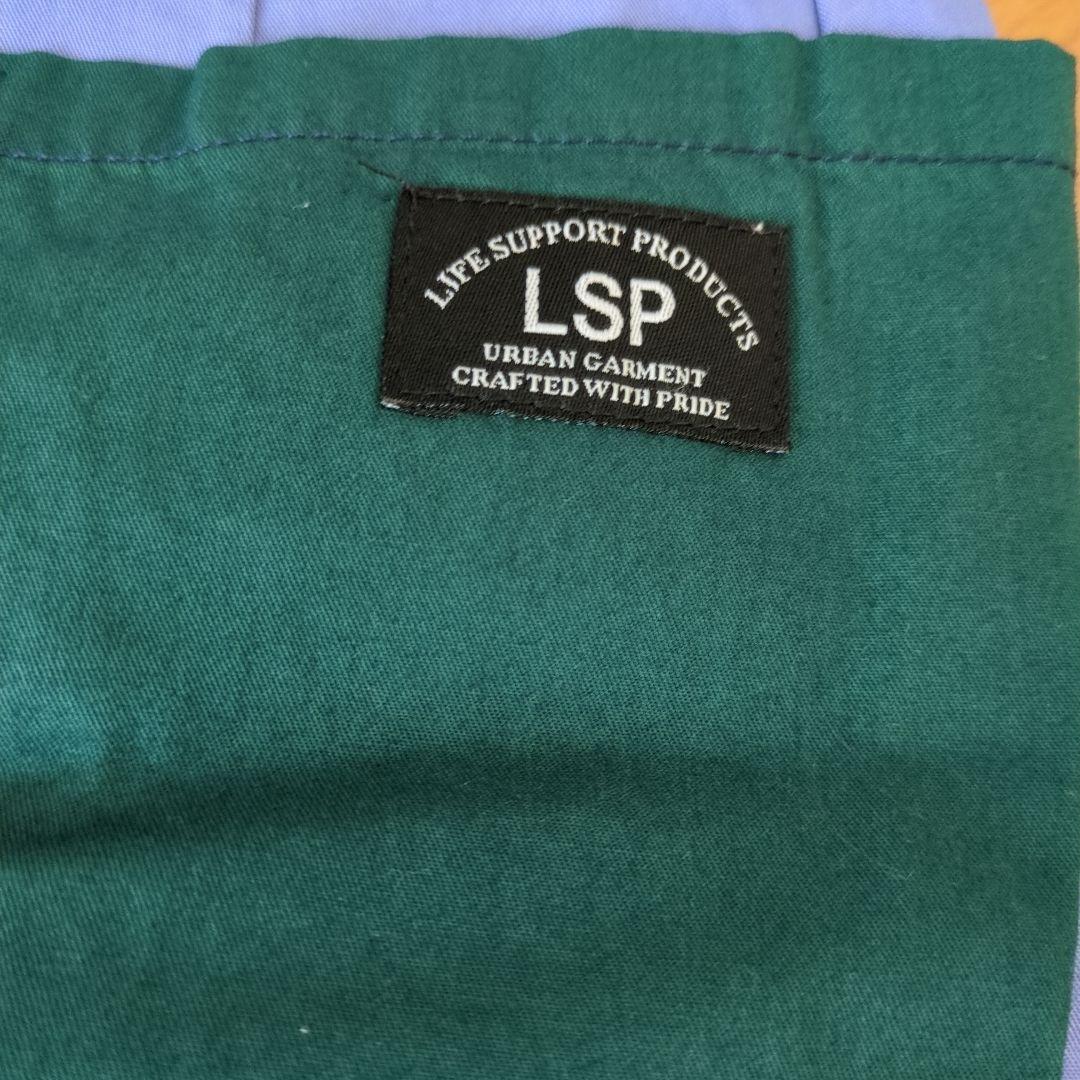 LIFE SUPPORT PRODUCTS
LSP
URBAN GARMENT
CRAFTED WITH PRIDE